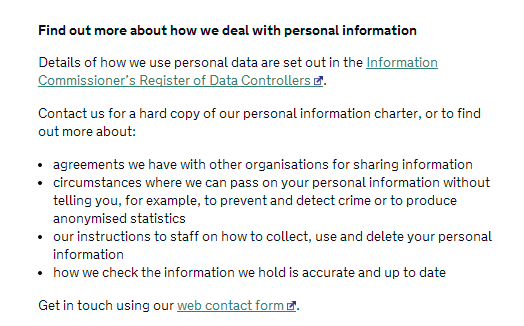 Find out more about how we deal with personal information
Details of how we use personal data are set out in the Information
Commissioner's Register of Data Controllers.
Contact us for a hard copy of our personal information charter, or to find
out more about:
• agreements we have with other organisations for sharing information
• circumstances where we can pass on your personal information without
telling you, for example, to prevent and detect crime or to produce
anonymised statistics
• our instructions to staff on how to collect, use and delete your personal
information
• how we check the information we hold is accurate and up to date
Get in touch using our web contact form.